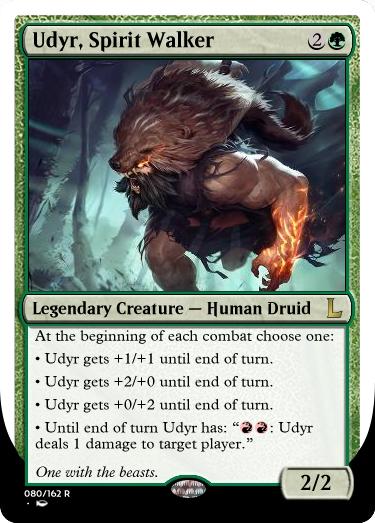 Udyr, Spirit Walker 2
Legendary Creature — Human Druid L
At the beginning of each combat choose one:
• Udyr gets +1/+1 until end of turn.
• Udyr gets +2/+0 until end of turn.
• Udyr gets +0/+2 until end of turn.
• Until end of turn Udyr has: “: Udyr
deals 1 damage to target player.”
One with the beasts.
2/2
080/162 R